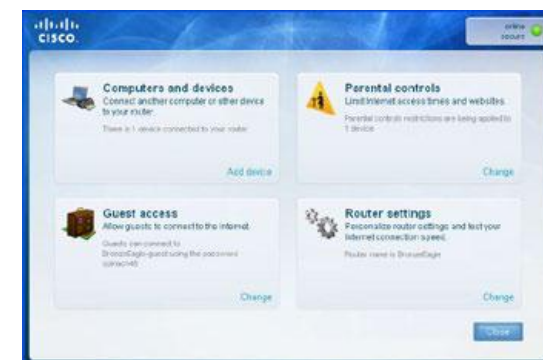 CISCO.
online
secure
Computers and devices
Connect another computer or other device
to your router.
There is 1 device connected to your router
Add device
Parental controls
Limit Internet access times and websites.
Parental controls restrictions are being applied to
1 device
Change
Guest access
Allow guests to connect to the internet.
Guests can connect to
BronzeEagle-guest using the password
Change
Router settings
Personalize router settings and test your
Internet connection speed.
Router name is BronzeEagle
Change
Close